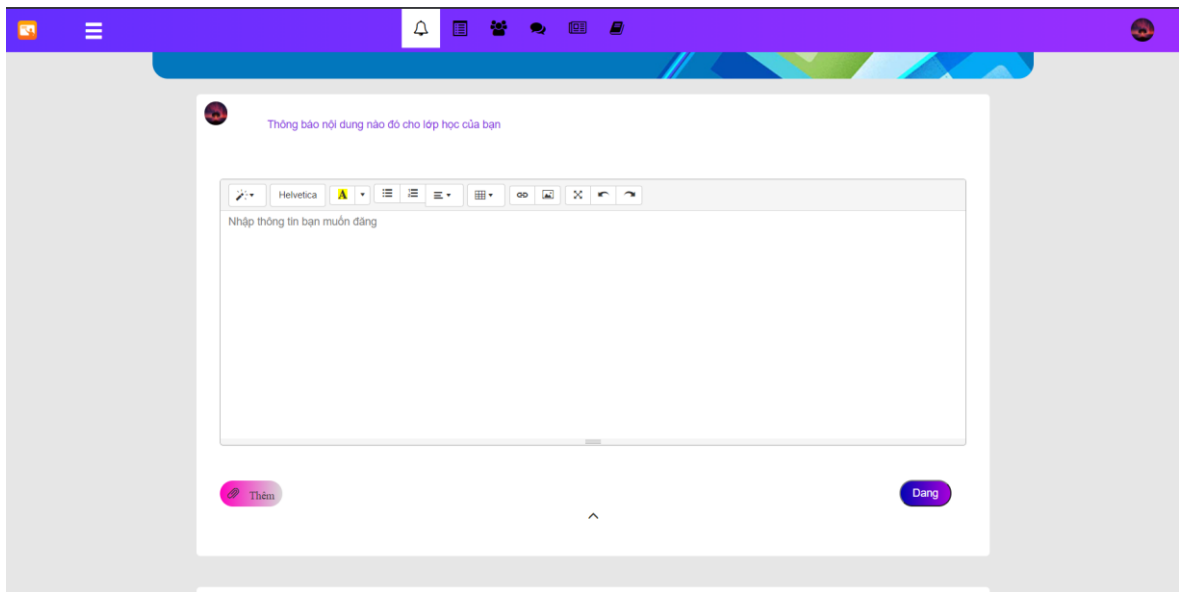 Thông báo nội dung nào đó cho lớp học của bạn
Helvetica A
Nhập thông tin bạn muốn đăng
Thêm
Dang